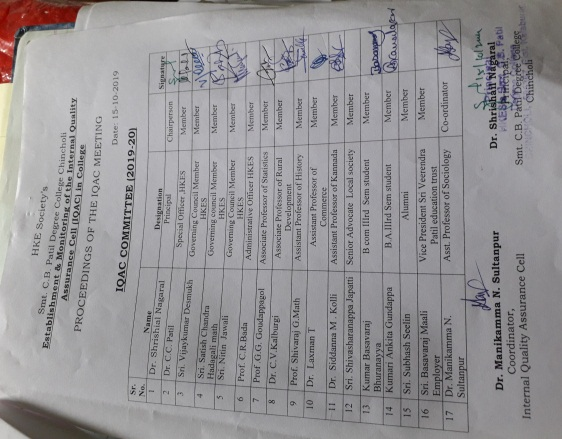 HKE Society's
Smt. C.B. Patil Degree College Chincholi
Establishment & Monitoring of the Internal Quality
Assurance Cell (IQAC) in College
PROCEEDINGS OF THE IQAC MEETING
Date: 15-10-2019
IQAC COMMITTEE (2019-20)
Sr. No. Name Designation Signature
1 Dr. Shrishial Nagaral Principal Chairperson
2 Dr. C.C. Patil Special Officer HKES Member
3 Sri. Vijaykumar Desmukh Governing Council Member HKES Member
4 Sri. Satish Chandra Hadagali math Governing council Member HKES Member
5 Sri. Nitin Jawali Governing Council Member HKES Member
6 Prof. C.R.Bada Administrative Officer HKES Member
7 Prof G.G. Goudappagol Associate Professor of Statistics Member
8 Dr. C.V.Kalburgi Associate Professor of Rural Development Member
9 Prof. Shivaraj G.Math Assistant Professor of History Member
10 Dr. Laxman T Assistant Professor of Commerce Member
11 Dr. Siddanna M . Kolli Assistant Professor of Kannada Member
12 Sri. Shivasharanappa Japatti Senior Advocate Local society Member
13 Kumar Basavaraj Bhuranayya B com IIIrd Sem student Member
14 Kumari Ankita Gundappa B.A.IIIrd Sem student Member
15 Sri. Subhash Seelin Alumni Member
16 Sri. Basavaraj Maali Employer Vice President Sri Veerendra Patil education trust Member
17 Dr. Manikamma N. Sultanpur Asst. Professor of Sociology Co-ordinator
Dr. Manikamma N. Sultanpur
Coordinator,
Internal Quality Assurance Cell
Dr. Shrishail Nagaral
Principal,
Smt. C.B. Patil Degree College
Chincholi